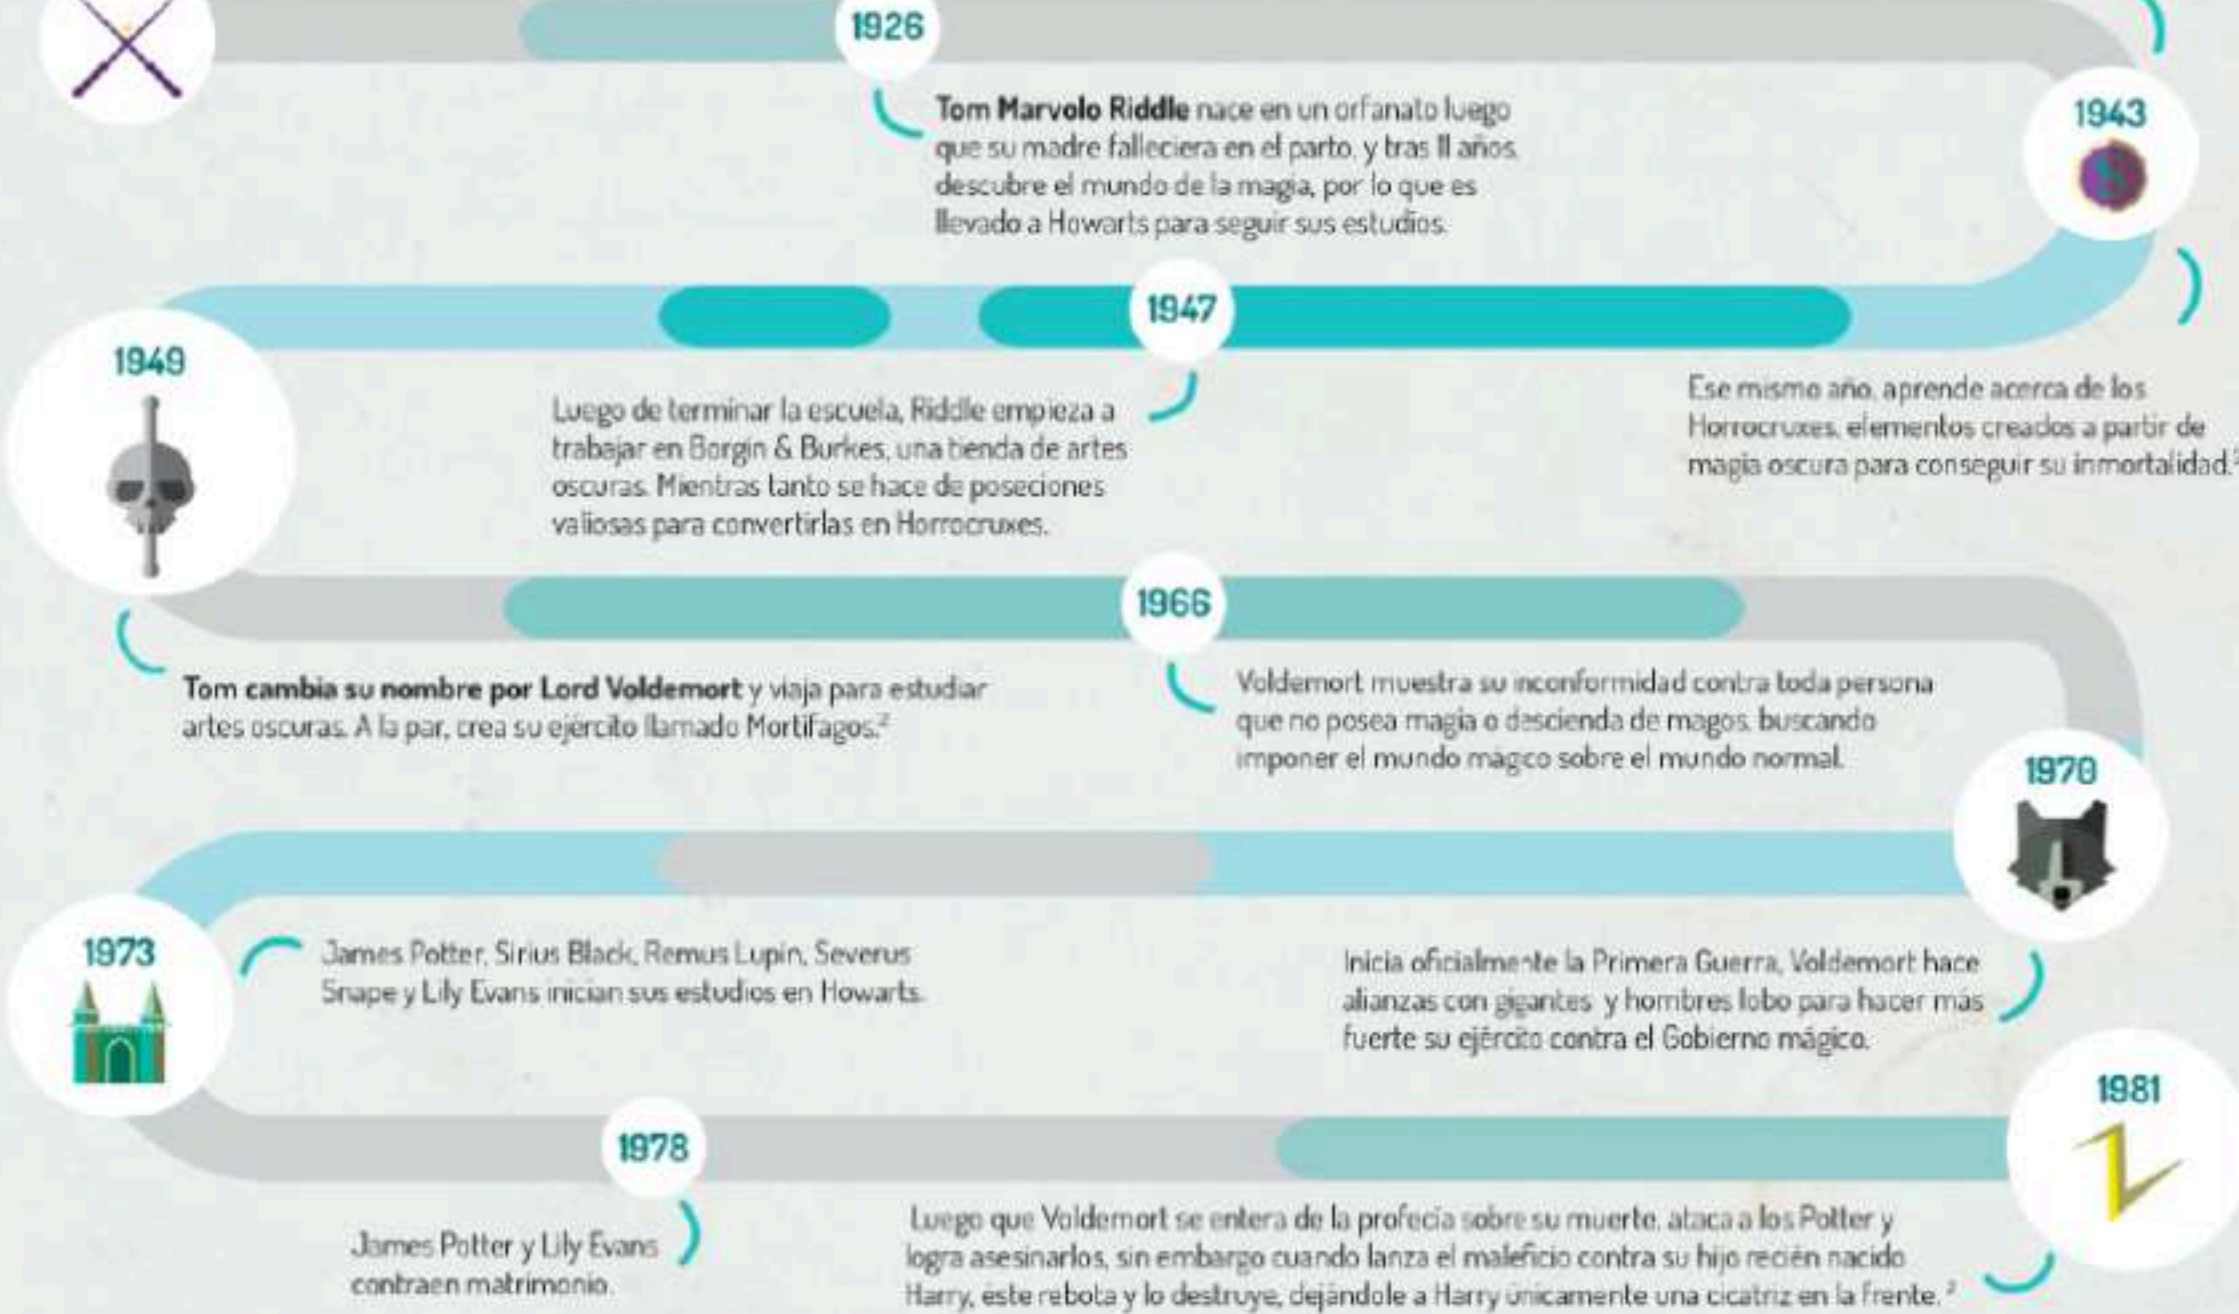 1926
Tom Marvolo Riddle nace en un orfanato luego
que su madre falleciera en el parto, y tras 11 años,
descubre el mundo de la magia, por lo que es
llevado a Howarts para seguir sus estudios.
1943
Ese mismo año, aprende acerca de los
Horrocruxes, elementos creados a partir de
magia oscura para conseguir su inmortalidad.
1947
Luego de terminar la escuela, Riddle empieza a
trabajar en Borgin & Burkes, una tienda de artes
oscuras. Mientras tanto se hace de poseciones
valiosas para convertirlas en Horrocruxes.
1949
Tom cambia su nombre por Lord Voldemort y viaja para estudiar
artes oscuras. A la par, crea su ejército llamado Mortífagos.²
1966
Voldemort muestra su inconformidad contra toda persona
que no posea magia o descienda de magos, buscando
imponer el mundo mágico sobre el mundo normal.
1970
Inicia oficialmente la Primera Guerra, Voldemort hace
alianzas con gigantes y hombres lobo para hacer más
fuerte su ejército contra el Gobierno mágico.
1973
James Potter, Sirius Black, Remus Lupin, Severus
Snape y Lily Evans inician sus estudios en Howarts.
1978
James Potter y Lily Evans
contraen matrimonio.
1981
Luego que Voldemort se entera de la profecía sobre su muerte, ataca a los Potter y
logra asesinarlos, sin embargo cuando lanza el maleficio contra su hijo recién nacido
Harry, éste rebota y lo destruye, dejándole a Harry únicamente una cicatriz en la frente.